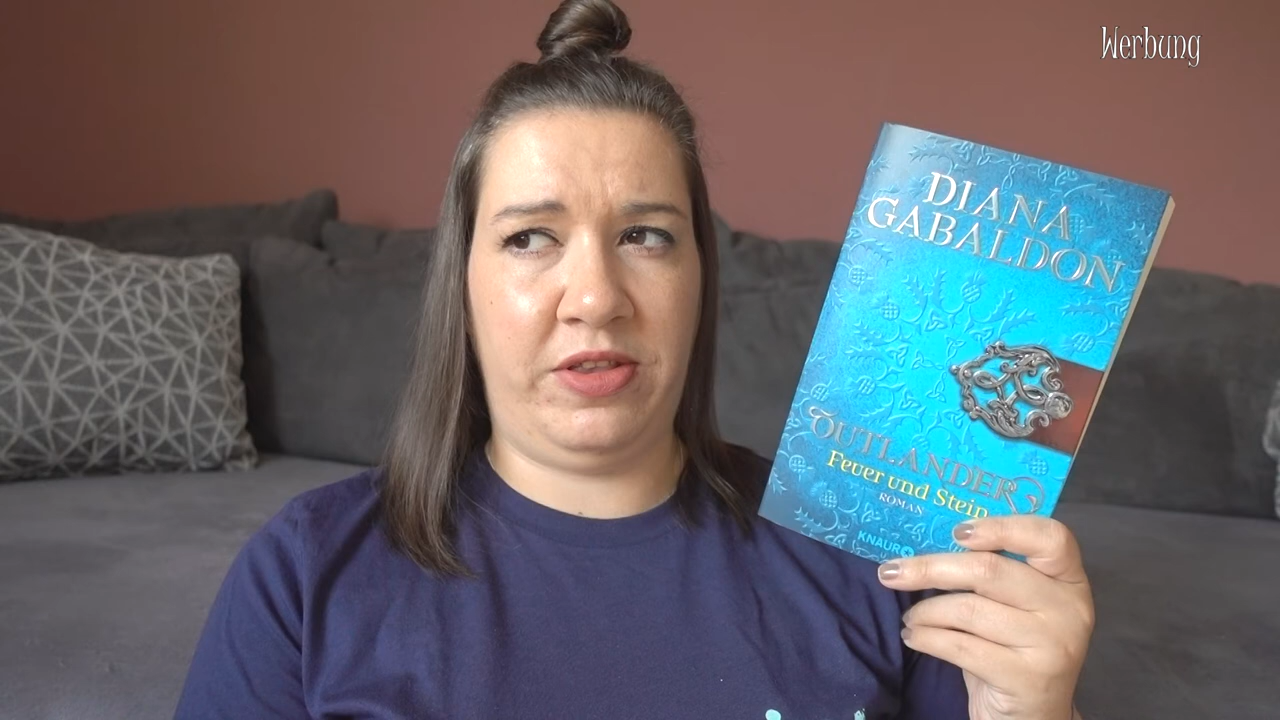 Werbung
DIANA
GABALDON
OUTLANDER
Feuer und Stein
ROMAN
KNAUR